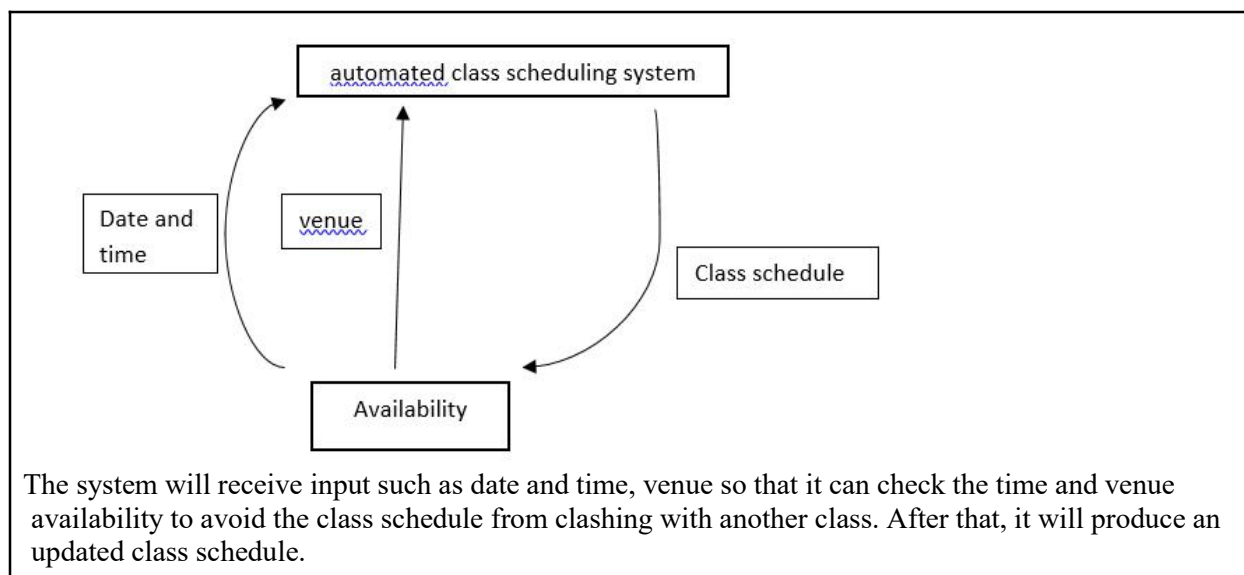 automated class scheduling system
Date and
time
venue
Class schedule
Availability
The system will receive input such as date and time, venue so that it can check the time and venue
availability to avoid the class schedule from clashing with another class. After that, it will produce an
updated class schedule.